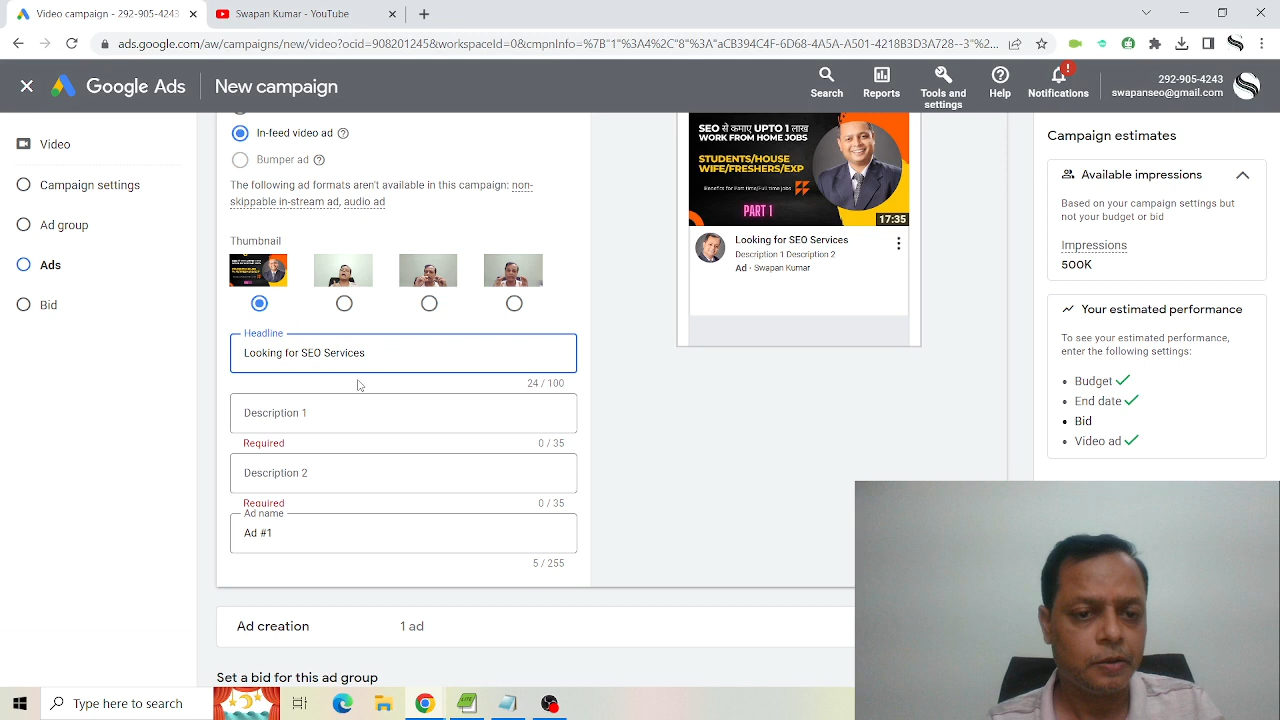 Video campaign - 292-905-4243
Swapan Kumar - YouTube
ads.google.com/aw/campaigns/new/video?ocid=908201245&workspaceId=0&cmpnInfo=%7B"1"%3A4%2C"8"%3A"aCB394C4F-6D68-4A5A-A501-4218B3D3A728--3"%2...
Google Ads
New campaign
Search
Reports
Tools and settings
Help
Notifications
!
292-905-4243
swapanseo@gmail.com
Video
Campaign settings
Ad group
Ads
Bid
In-feed video ad
Bumper ad
The following ad formats aren't available in this campaign: non-
skippable in-stream ad, audio ad
Thumbnail
Headline
Looking for SEO Services
24 / 100
Description 1
Required
0 / 35
Description 2
Required
0 / 35
Ad name
Ad #1
5 / 255
SEO से कमाए UPTO 1 लाख
WORK FROM HOME JOBS
STUDENTS/HOUSE
WIFE/FRESHERS/EXP
Benefits for Part time/Full time jobs
PART 1
17:35
Looking for SEO Services
Description 1 Description 2
Ad • Swapan Kumar
Campaign estimates
Available impressions
Based on your campaign settings but
not your budget or bid
Impressions
500K
Your estimated performance
To see your estimated performance,
enter the following settings:
• Budget
• End date
• Bid
• Video ad
Ad creation
1 ad
Set a bid for this ad group
Type here to search